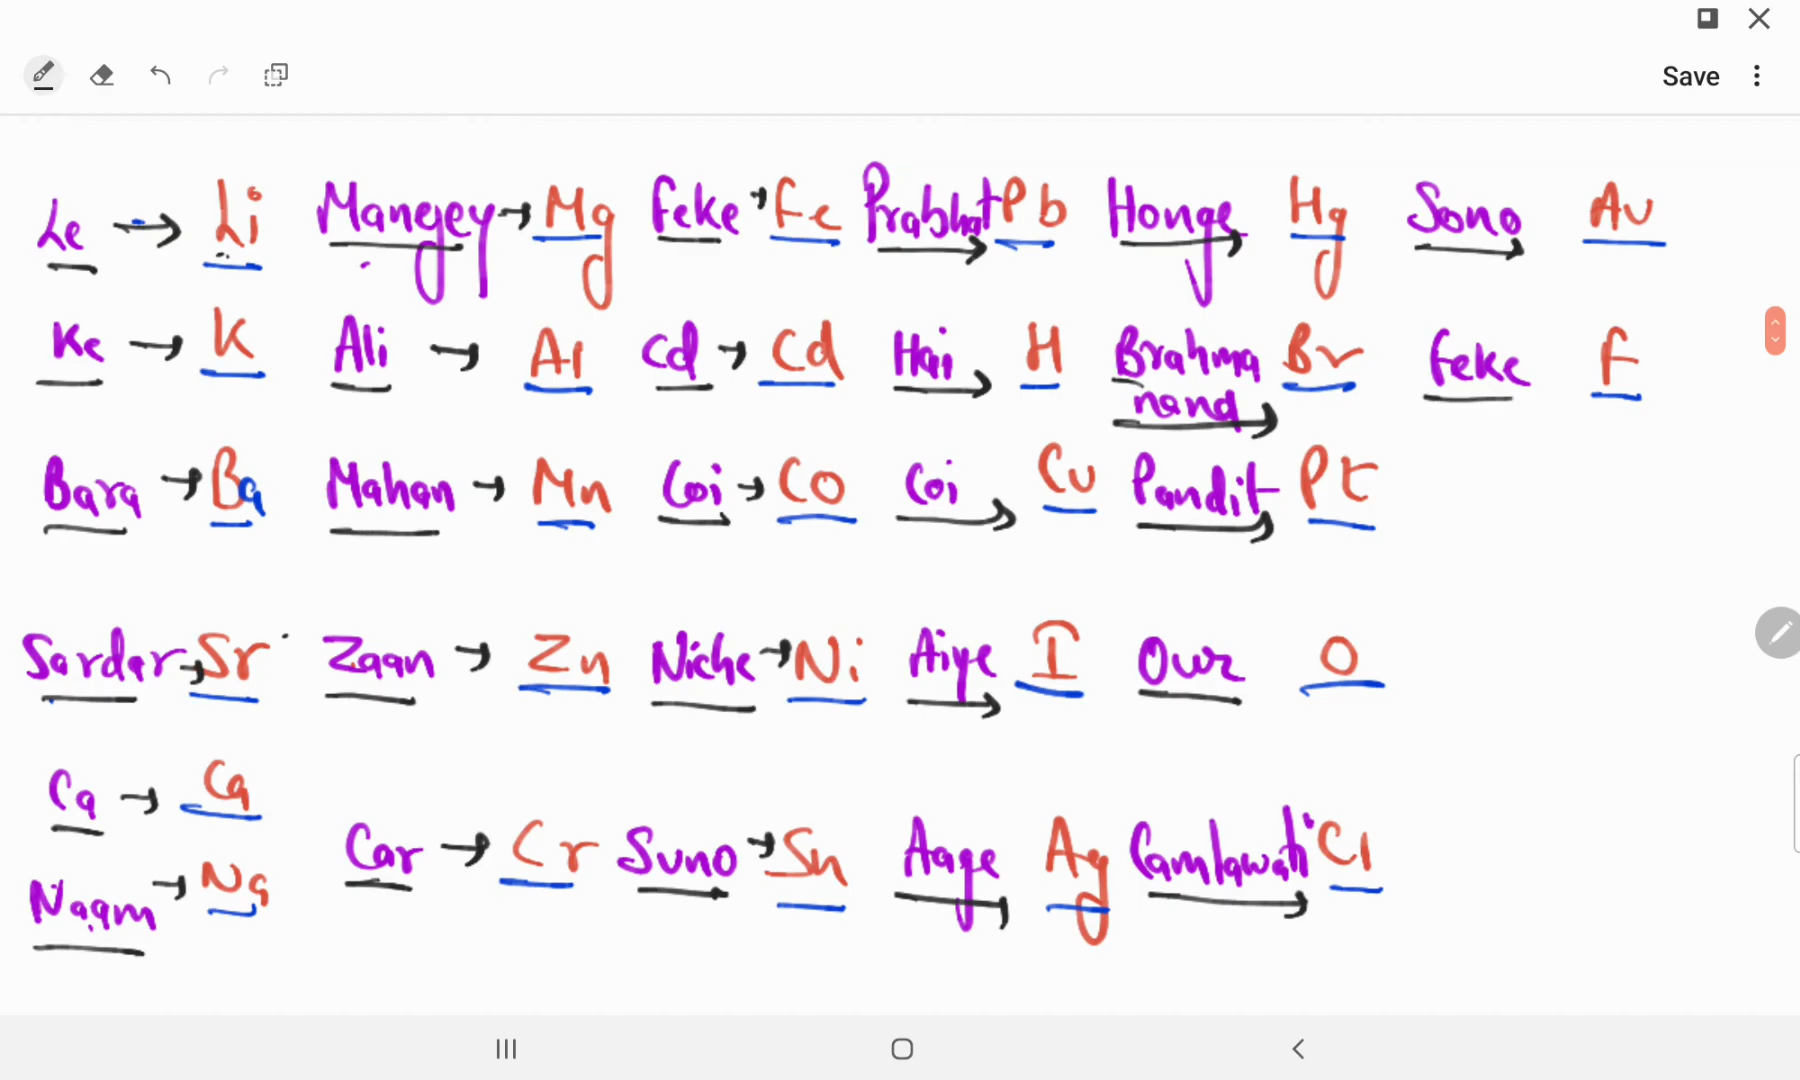 Save
Le → Li Mangey → Mg Feke → Fe Prabhat → Pb Honge → Hg Sono → Au
Ke → K Ali → Al Cd → Cd Hai → H Brahma nand → Br Feke F
Bara → Ba Mahan → Mn Coi → CO Coi → Cu Pandit → Pt
Sardar → Sr Zaan → Zn Niche → Ni Aiye → I Our O
Ca → Ca
Car → Cr Suno → Sn Aage → Ag Camlawati → Cl
Naam → Na